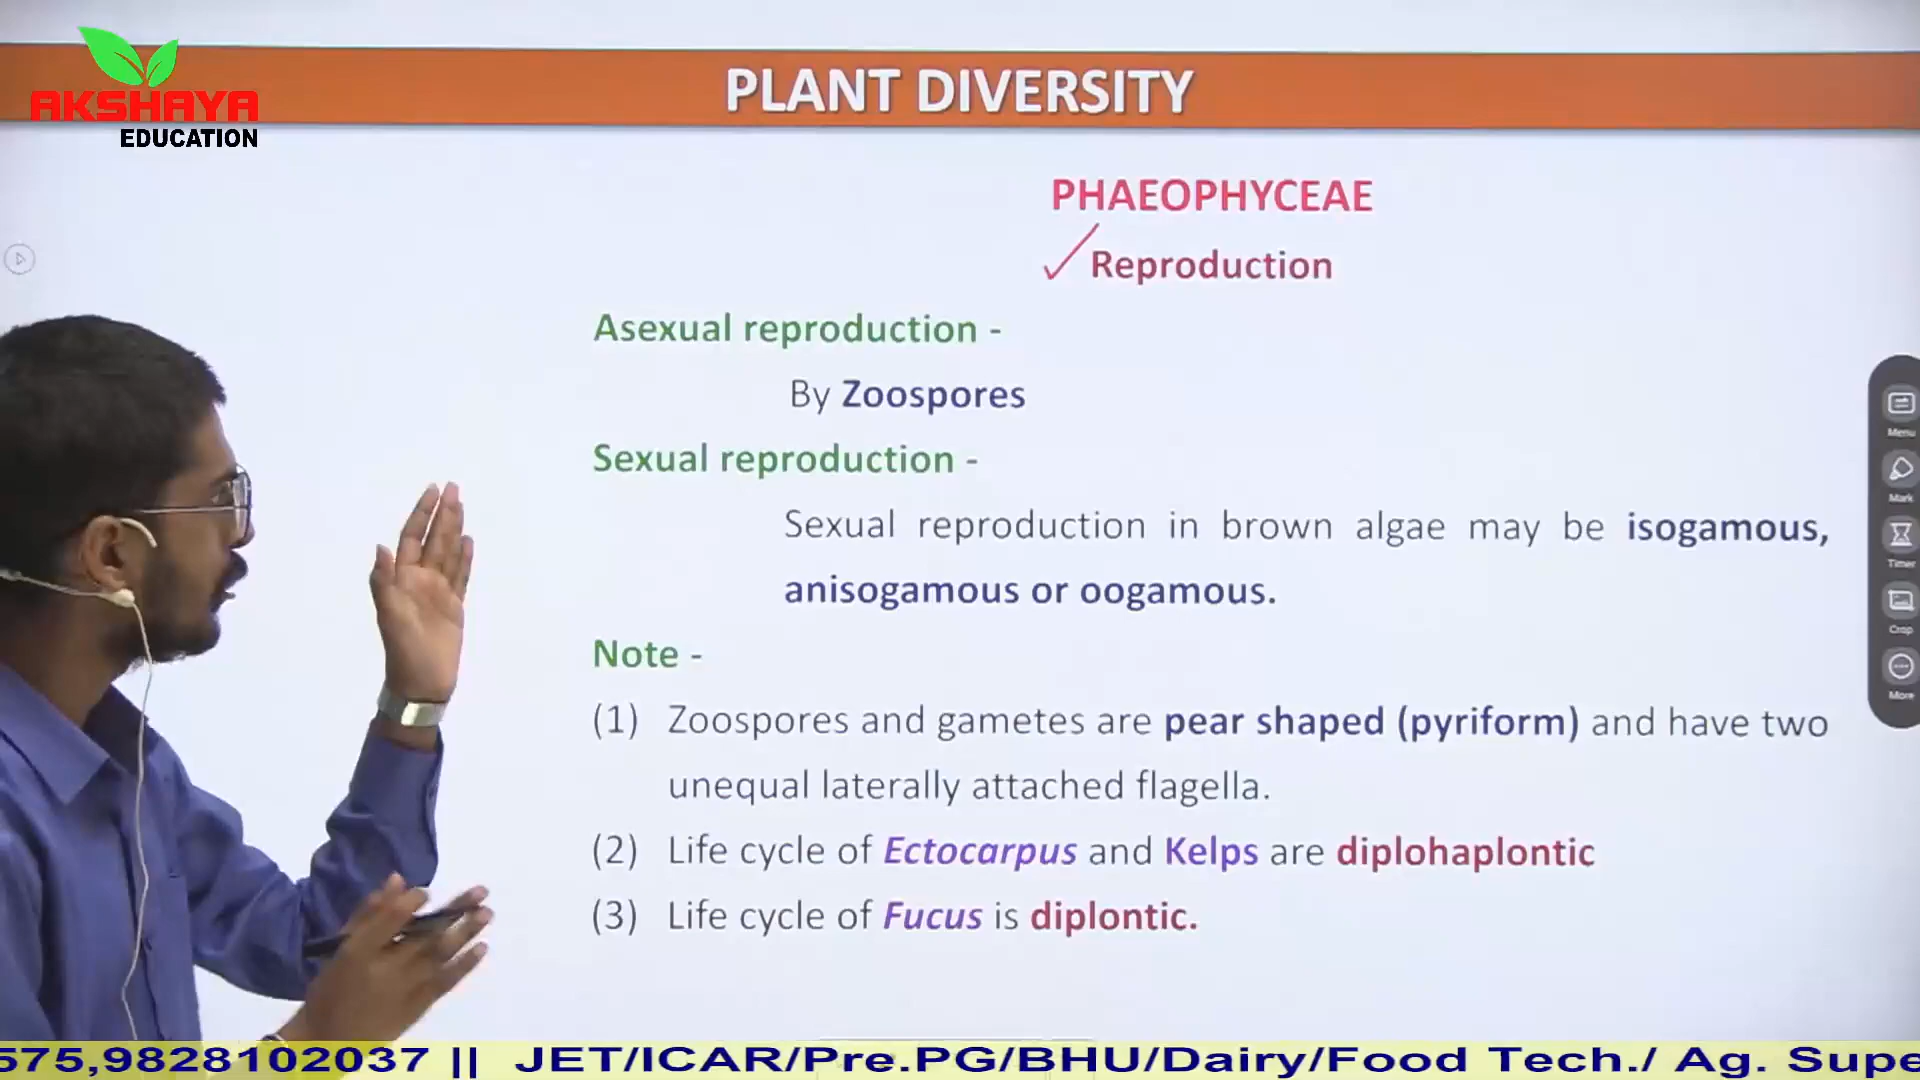 AKSHAYA
EDUCATION
PLANT DIVERSITY
PHAEOPHYCEAE
Reproduction
Asexual reproduction -
By Zoospores
Sexual reproduction -
Sexual reproduction in brown algae may be isogamous,
anisogamous or oogamous.
Note -
(1) Zoospores and gametes are pear shaped (pyriform) and have two
unequal laterally attached flagella.
(2) Life cycle of Ectocarpus and Kelps are diplohaplontic
(3) Life cycle of Fucus is diplontic.
Menu
Mark
Timer
Crop
More
575,9828102037 || JET/ICAR/Pre.PG/BHU/Dairy/Food Tech./ Ag. Supe